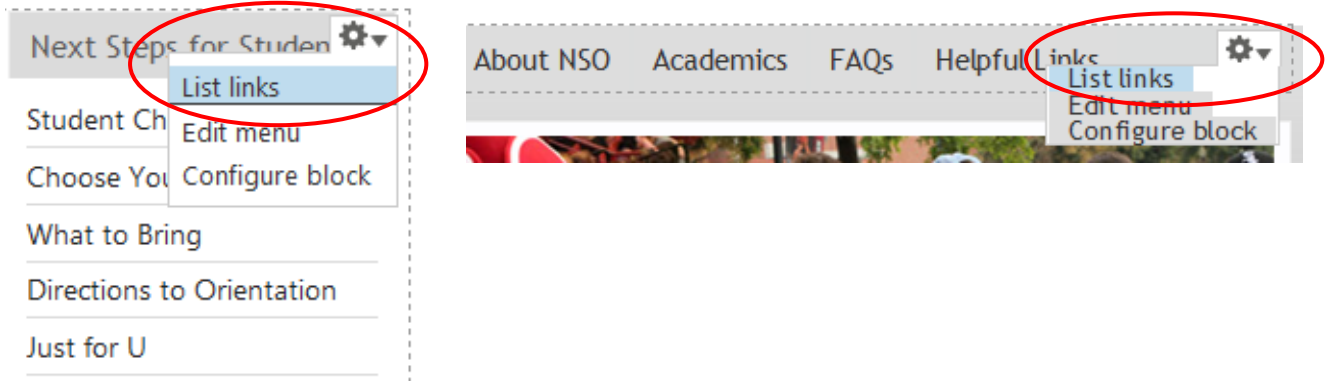 Next Steps for Studen
List links
Student Ch
Edit menu
Choose You
Configure block
What to Bring
Directions to Orientation
Just for U
About NSO Academics FAQs Helpful Links
List links
Edit menu
Configure block